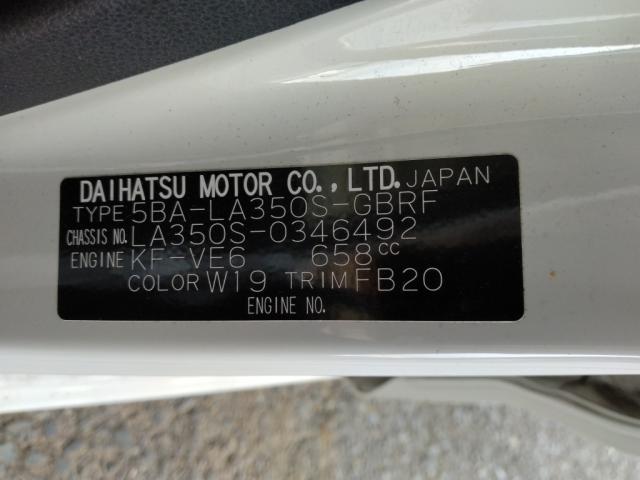 DAIHATSU MOTOR CO., LTD. JAPAN
TYPE 5BA-LA350S-GBRF
CHASSIS NO. LA350S-0346492
ENGINE KF-VE6 658cc
COLOR W19 TRIM FB20
ENGINE NO.